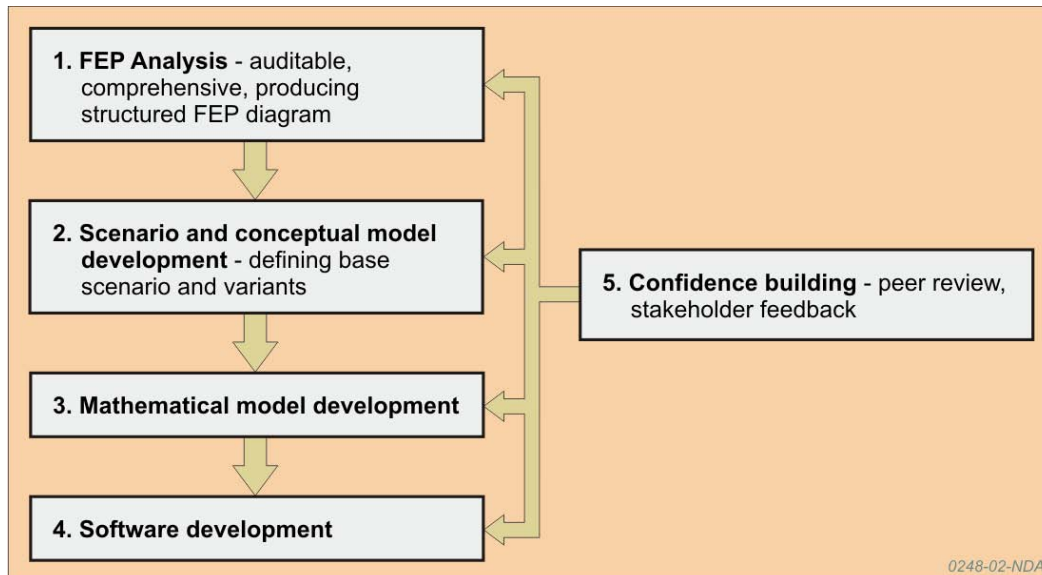 1. FEP Analysis - auditable,
comprehensive, producing
structured FEP diagram
2. Scenario and conceptual model
development - defining base
scenario and variants
3. Mathematical model development
4. Software development
5. Confidence building - peer review,
stakeholder feedback
0248-02-NDA